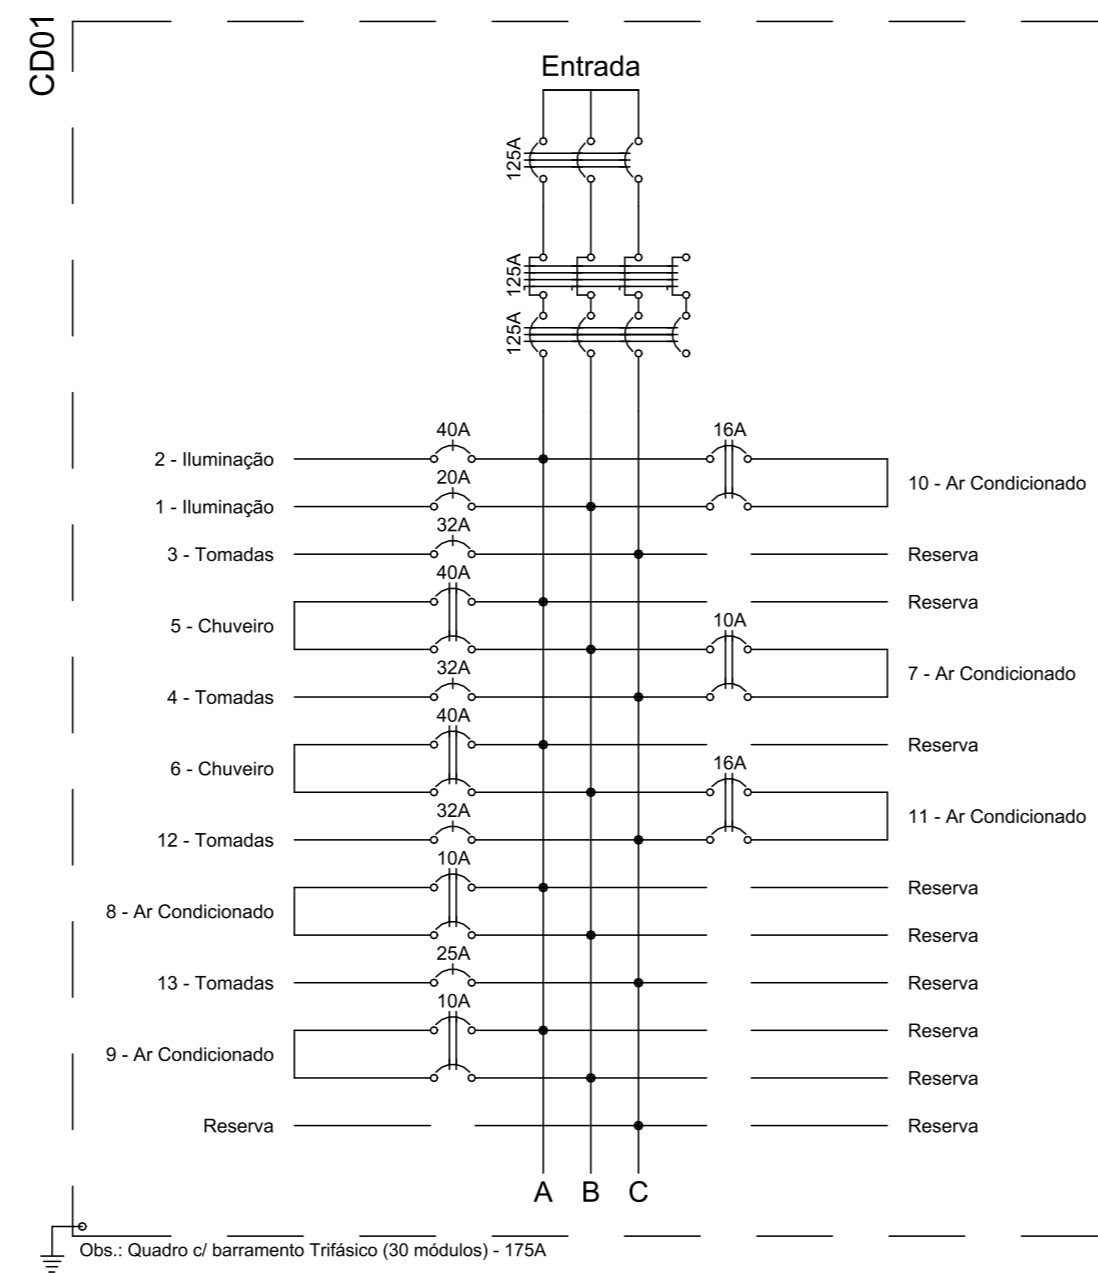 CD01
Entrada
125A
125A
125A
40A
16A
2 - Iluminação
10 - Ar Condicionado
20A
1 - Iluminação
32A
3 - Tomadas
Reserva
40A
Reserva
5 - Chuveiro
10A
7 - Ar Condicionado
32A
4 - Tomadas
40A
Reserva
6 - Chuveiro
16A
11 - Ar Condicionado
32A
12 - Tomadas
10A
Reserva
8 - Ar Condicionado
Reserva
25A
13 - Tomadas
Reserva
10A
Reserva
9 - Ar Condicionado
Reserva
Reserva
Reserva
A B C
Obs.: Quadro c/ barramento Trifásico (30 módulos) - 175A